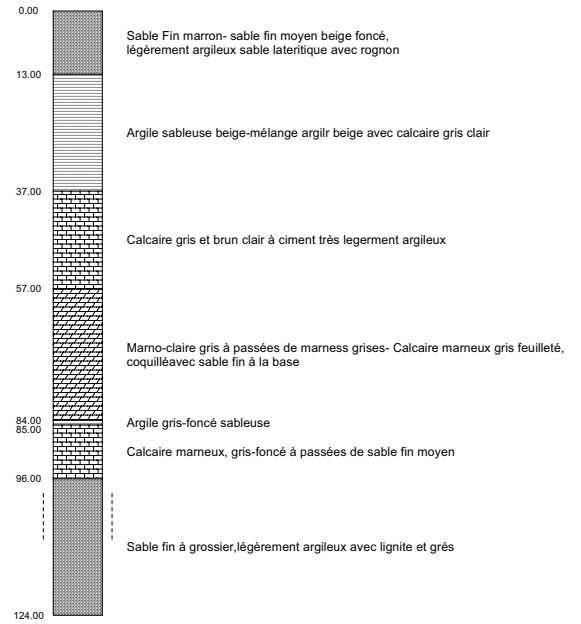 0.00
Sable Fin marron- sable fin moyen beige foncé,
légèrement argileux sable lateritique avec rognon
13.00
Argile sableuse beige-mélange argilr beige avec calcaire gris clair
37.00
Calcaire gris et brun clair à ciment très legerment argileux
57.00
Marno-claire gris à passées de marness grises- Calcaire marneux gris feuilleté,
coquilléavec sable fin à la base
84.00
Argile gris-foncé sableuse
85.00
Calcaire marneux, gris-foncé à passées de sable fin moyen
96.00
Sable fin à grossier,légèrement argileux avec lignite et grés
124.00